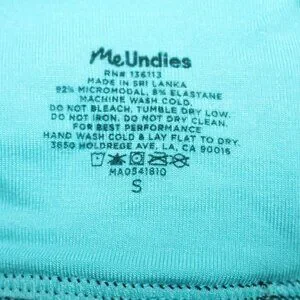 MeUndies
RN# 136113
MADE IN SRI LANKA
92% MICROMODAL, 8% ELASTANE
MACHINE WASH COLD.
DO NOT BLEACH. TUMBLE DRY LOW.
DO NOT IRON. DO NOT DRY CLEAN.
FOR BEST PERFORMANCE
HAND WASH COLD & LAY FLAT TO DRY.
3650 HOLDREGE AVE, LA, CA 90016
MA0541810
S